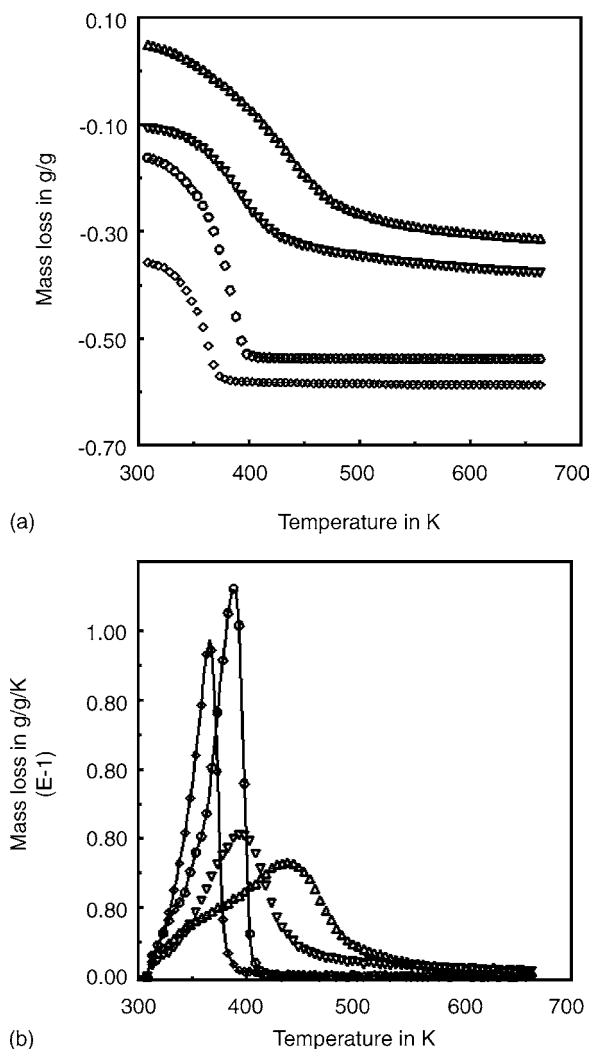 0.10
-0.10
-0.30
-0.50
-0.70
Mass loss in g/g
300 400 500 600 700
(a) Temperature in K
1.00
0.80
0.80
0.80
0.80
0.00
Mass loss in g/g/K
(E-1)
300 400 500 600 700
(b) Temperature in K